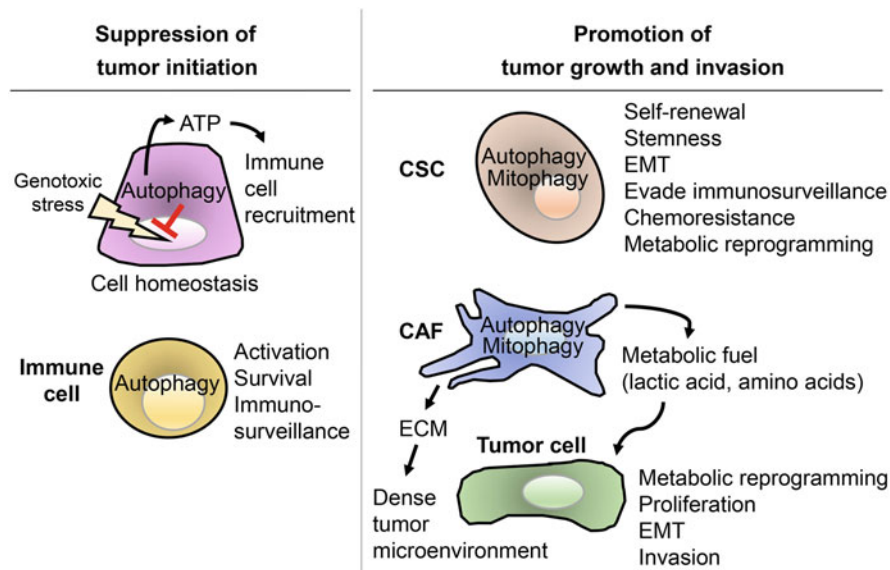 Suppression of
tumor initiation
ATP
Immune
cell
recruitment
Genotoxic
stress
Autophagy
Cell homeostasis
Immune
cell
Autophagy
Activation
Survival
Immuno-
surveillance
Promotion of
tumor growth and invasion
CSC
Autophagy
Mitophagy
Self-renewal
Stemness
EMT
Evade immunosurveillance
Chemoresistance
Metabolic reprogramming
CAF
Autophagy
Mitophagy
Metabolic fuel
(lactic acid, amino acids)
ECM
Dense
tumor
microenvironment
Tumor cell
Metabolic reprogramming
Proliferation
EMT
Invasion